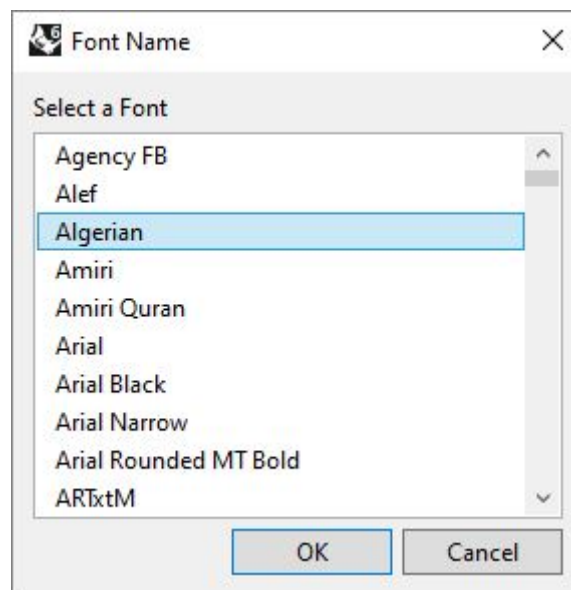 6 Font Name
Select a Font
Agency FB
Alef
Algerian
Amiri
Amiri Quran
Arial
Arial Black
Arial Narrow
Arial Rounded MT Bold
ARTxtM
OK Cancel